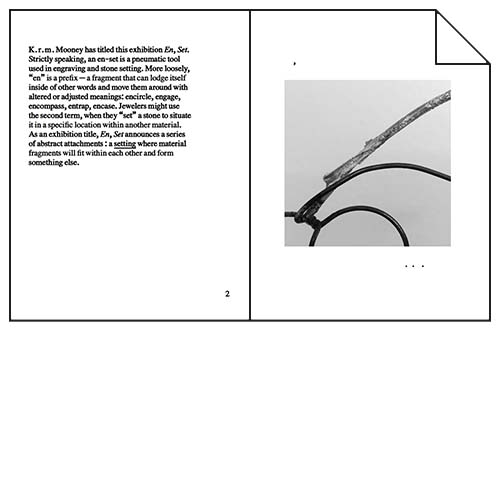 K.r.m. Mooney has titled this exhibition En, Set.
Strictly speaking, an en-set is a pneumatic tool
used in engraving and stone setting. More loosely,
“en” is a prefix — a fragment that can lodge itself
inside of other words and move them around with
altered or adjusted meanings: encircle, engage,
encompass, entrap, encase. Jewelers might use
the second term, when they “set” a stone to situate
it in a specific location within another material.
As an exhibition title, En, Set announces a series
of abstract attachments : a setting where material
fragments will fit within each other and form
something else.
2
,
. . .